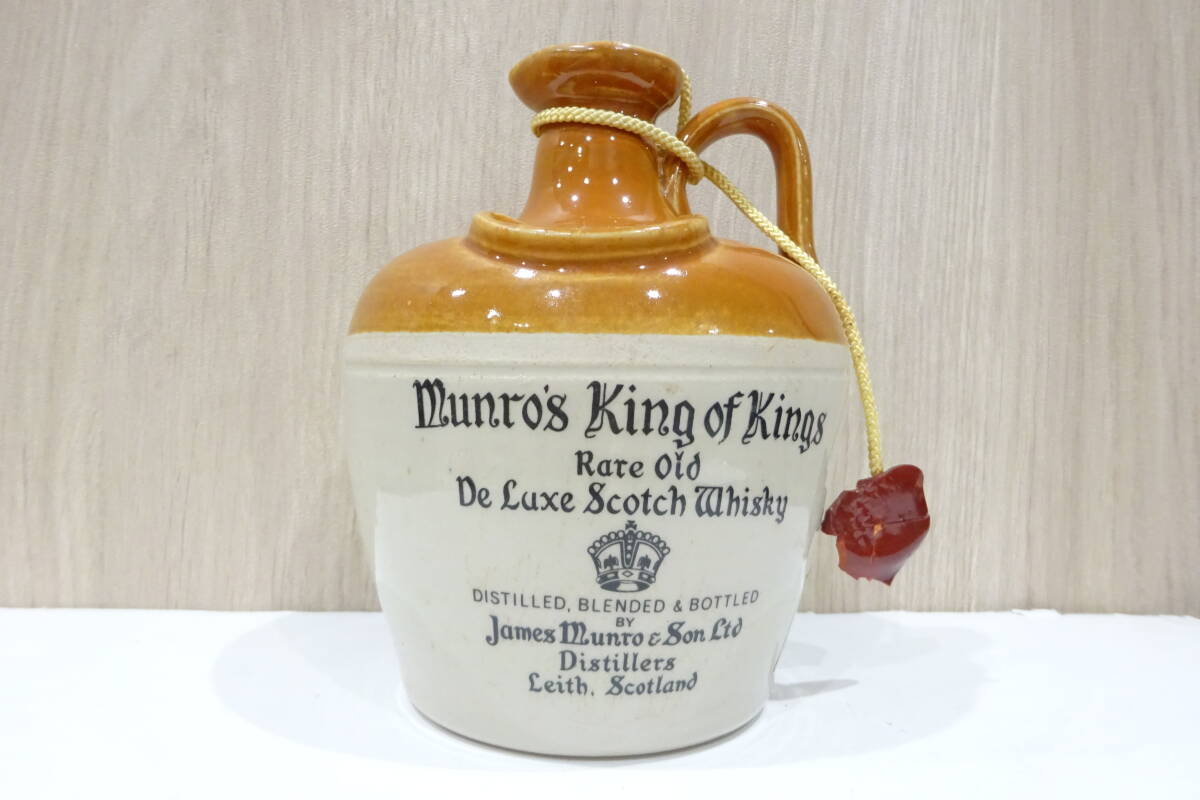 Munro's King of Kings
Rare Old
De Luxe Scotch Whisky
DISTILLED, BLENDED & BOTTLED
BY
James Munro & Son Ltd
Distillers
Leith, Scotland